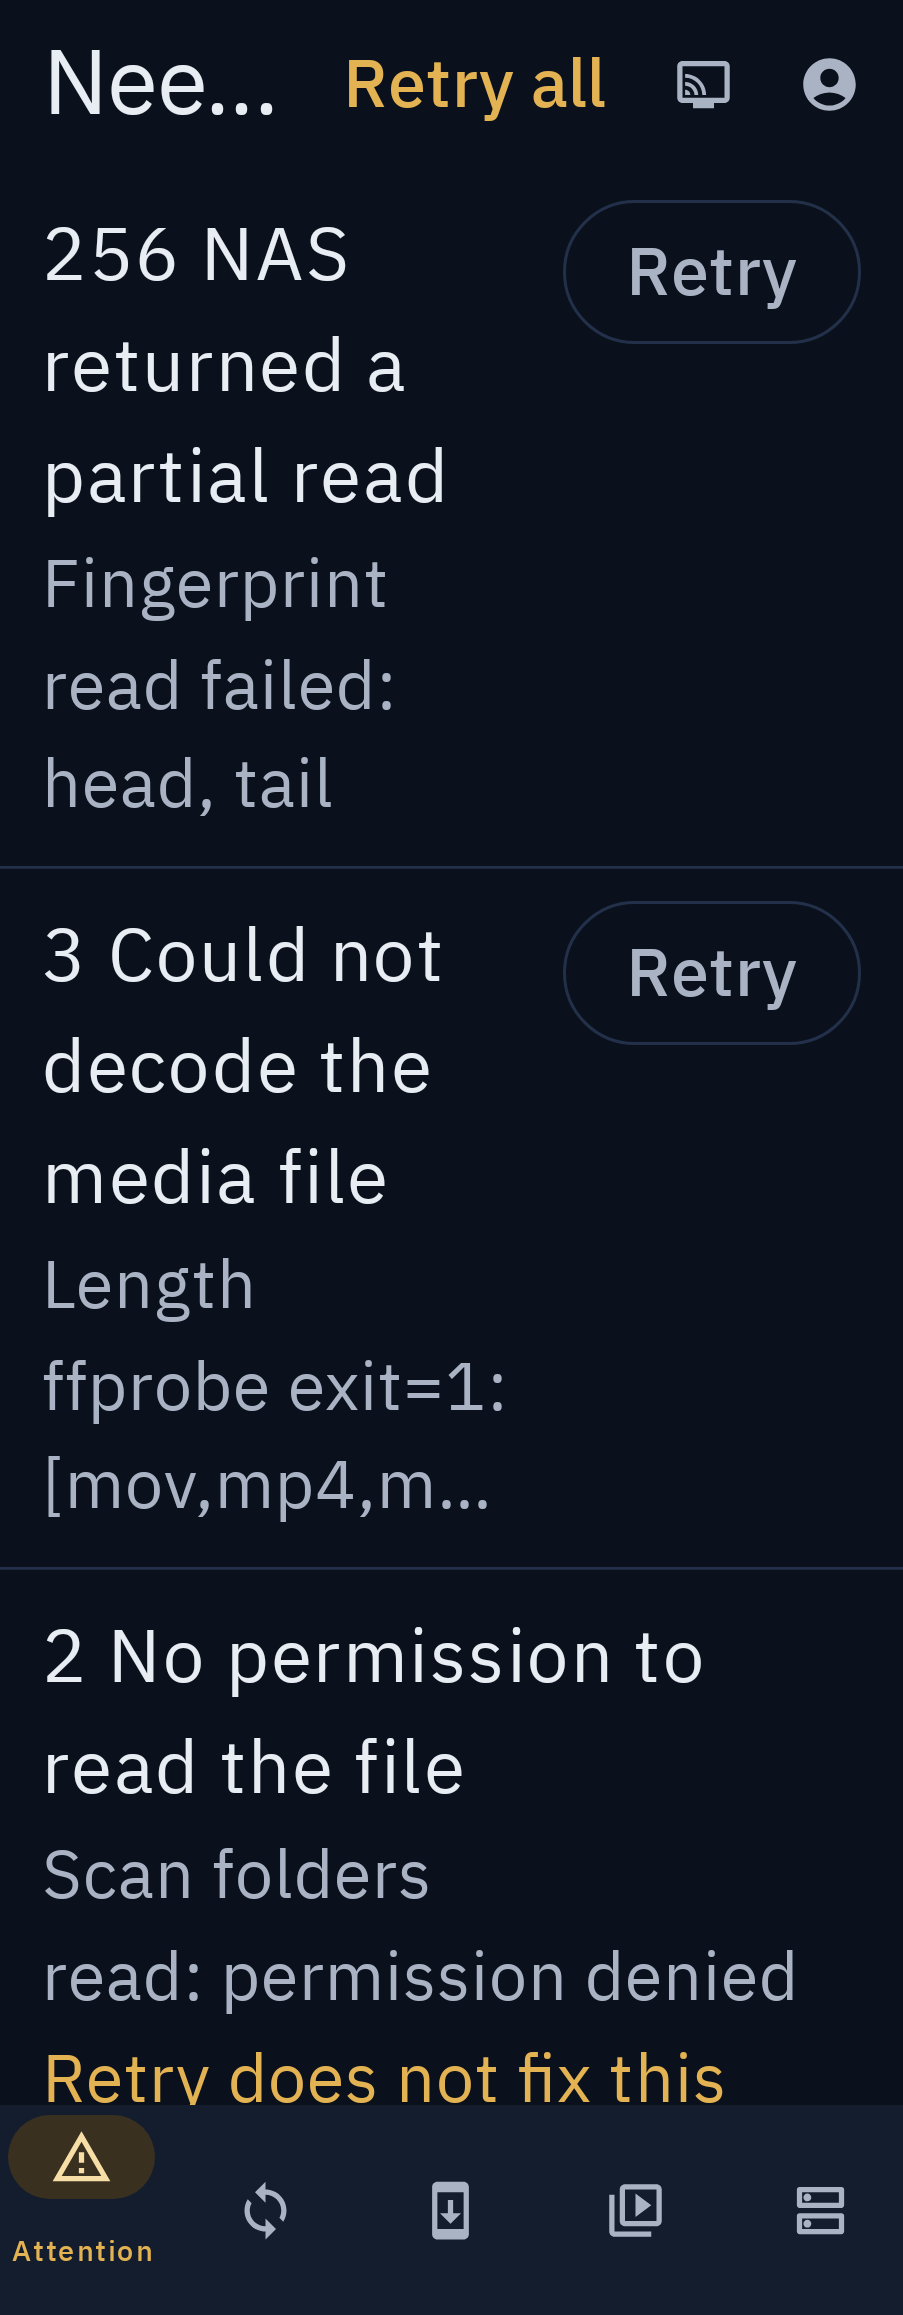 Nee...
Retry all
256 NAS
returned a
partial read
Retry
Fingerprint
read failed:
head, tail
3 Could not
decode the
media file
Retry
Length
ffprobe exit=1:
[mov,mp4,m...
2 No permission to
read the file
Scan folders
read: permission denied
Retry does not fix this
Attention